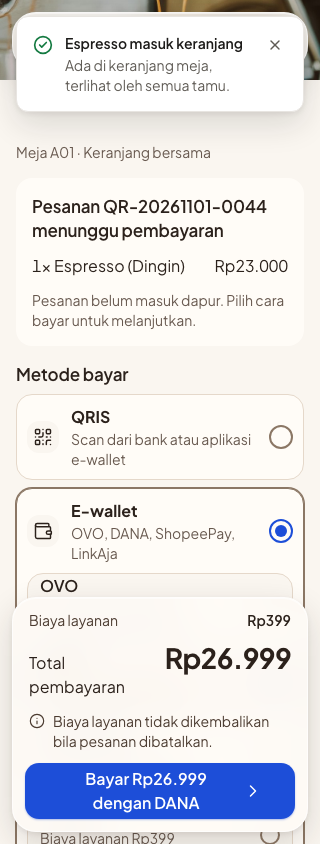 Espresso masuk keranjang
Ada di keranjang meja,
terlihat oleh semua tamu.
Meja A01 · Keranjang bersama
Pesanan QR-20261101-0044
menunggu pembayaran
1× Espresso (Dingin) Rp23.000
Pesanan belum masuk dapur. Pilih cara
bayar untuk melanjutkan.
Metode bayar
QRIS
Scan dari bank atau aplikasi
e-wallet
E-wallet
OVO, DANA, ShopeePay,
LinkAja
OVO
Biaya layanan Rp399
Total
pembayaran
Rp26.999
Biaya layanan tidak dikembalikan
bila pesanan dibatalkan.
Bayar Rp26.999
dengan DANA
Biaya layanan Rp399